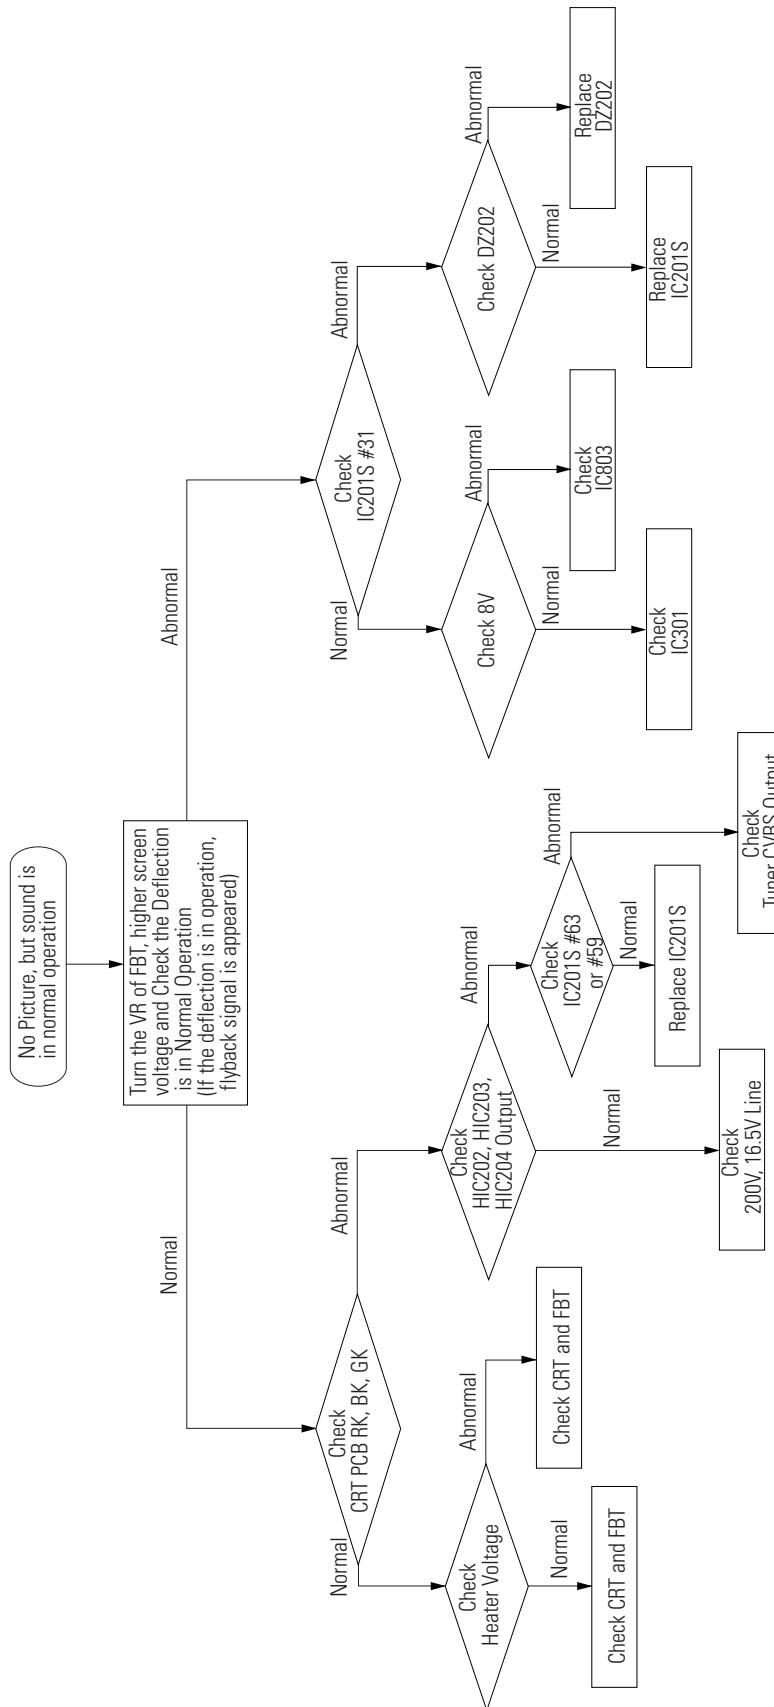 No Picture, but sound is
in normal operation
Turn the VR of FBT, higher screen
voltage and Check the Deflection
is in Normal Operation
(If the deflection is in operation,
flyback signal is appeared)
Normal
Abnormal
Check
CRT PCB RK, BK, GK
Normal
Abnormal
Check
Heater Voltage
Abnormal
Normal
Check CRT and FBT
Check CRT and FBT
Check
HIC202, HIC203,
HIC204 Output
Abnormal
Normal
Check
200V, 16.5V Line
Check
IC201S #63
or #59
Abnormal
Normal
Replace IC201S
Check
Tuner CVBS Output
Check
IC201S #31
Normal
Abnormal
Check 8V
Abnormal
Normal
Check
IC301
Check
IC803
Check DZ202
Abnormal
Normal
Replace
IC201S
Replace
DZ202